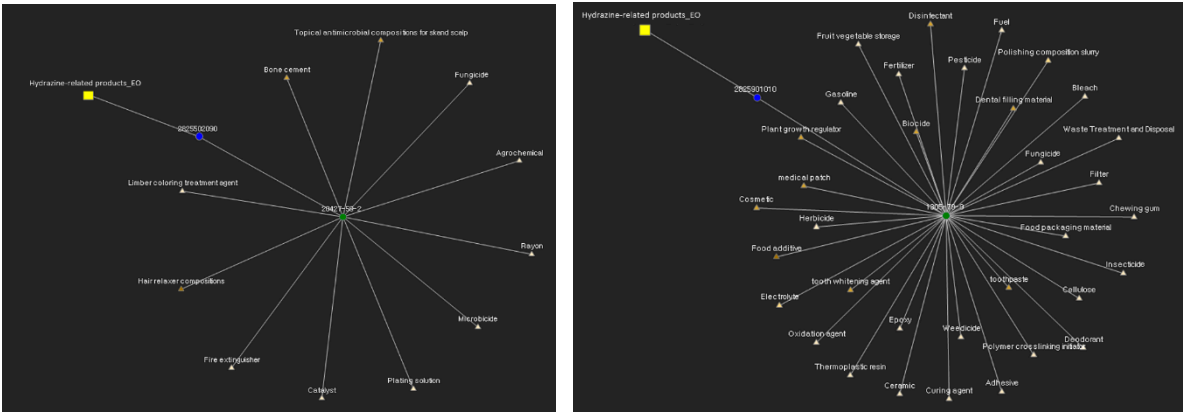 Topical antimicrobial compositions for skand scalp
Bone cement
Fungicide
Hydrazine-related products_EO
Agrochemical
Limber coloring treatment agent
Rayon
Hair relaxer compositions
Microbicide
Fire extinguisher
Plating solution
Catalyst
Hydrazine-related products_EO
Disinfectant
Fuel
Fruit vegetable storage
Polishing composition slurry
Fertilizer
Pesticide
Gasoline
Bleach
2825901010
Dental filling material
Plant growth regulator
Biocide
Waste Treatment and Disposal
Fungicide
medical patch
Filter
Cosmetic
Chewing gum
Herbicide
Food packaging material
Food additive
Insecticide
tooth whitening agent
toothpaste
Cellulose
Electrolyte
Epoxy
Weedicide
Oxidation agent
Deodorant
Polymer crosslinking initiator
Thermoplastic resin
Ceramic
Curing agent
Adhesive